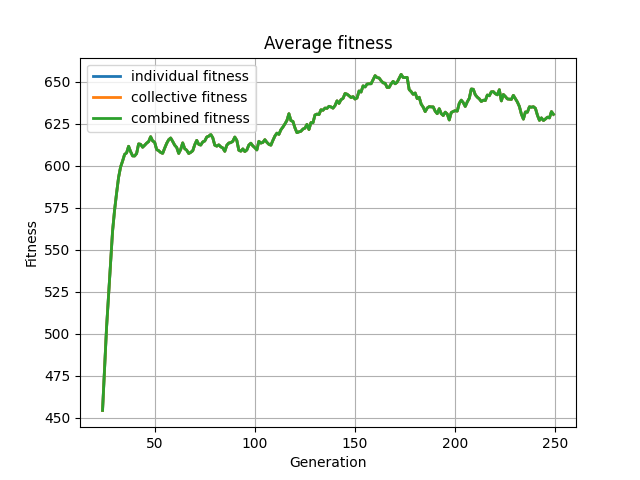 Average fitness
individual fitness
collective fitness
combined fitness
Fitness
650
625
600
575
550
525
500
475
450
50 100 150 200 250
Generation